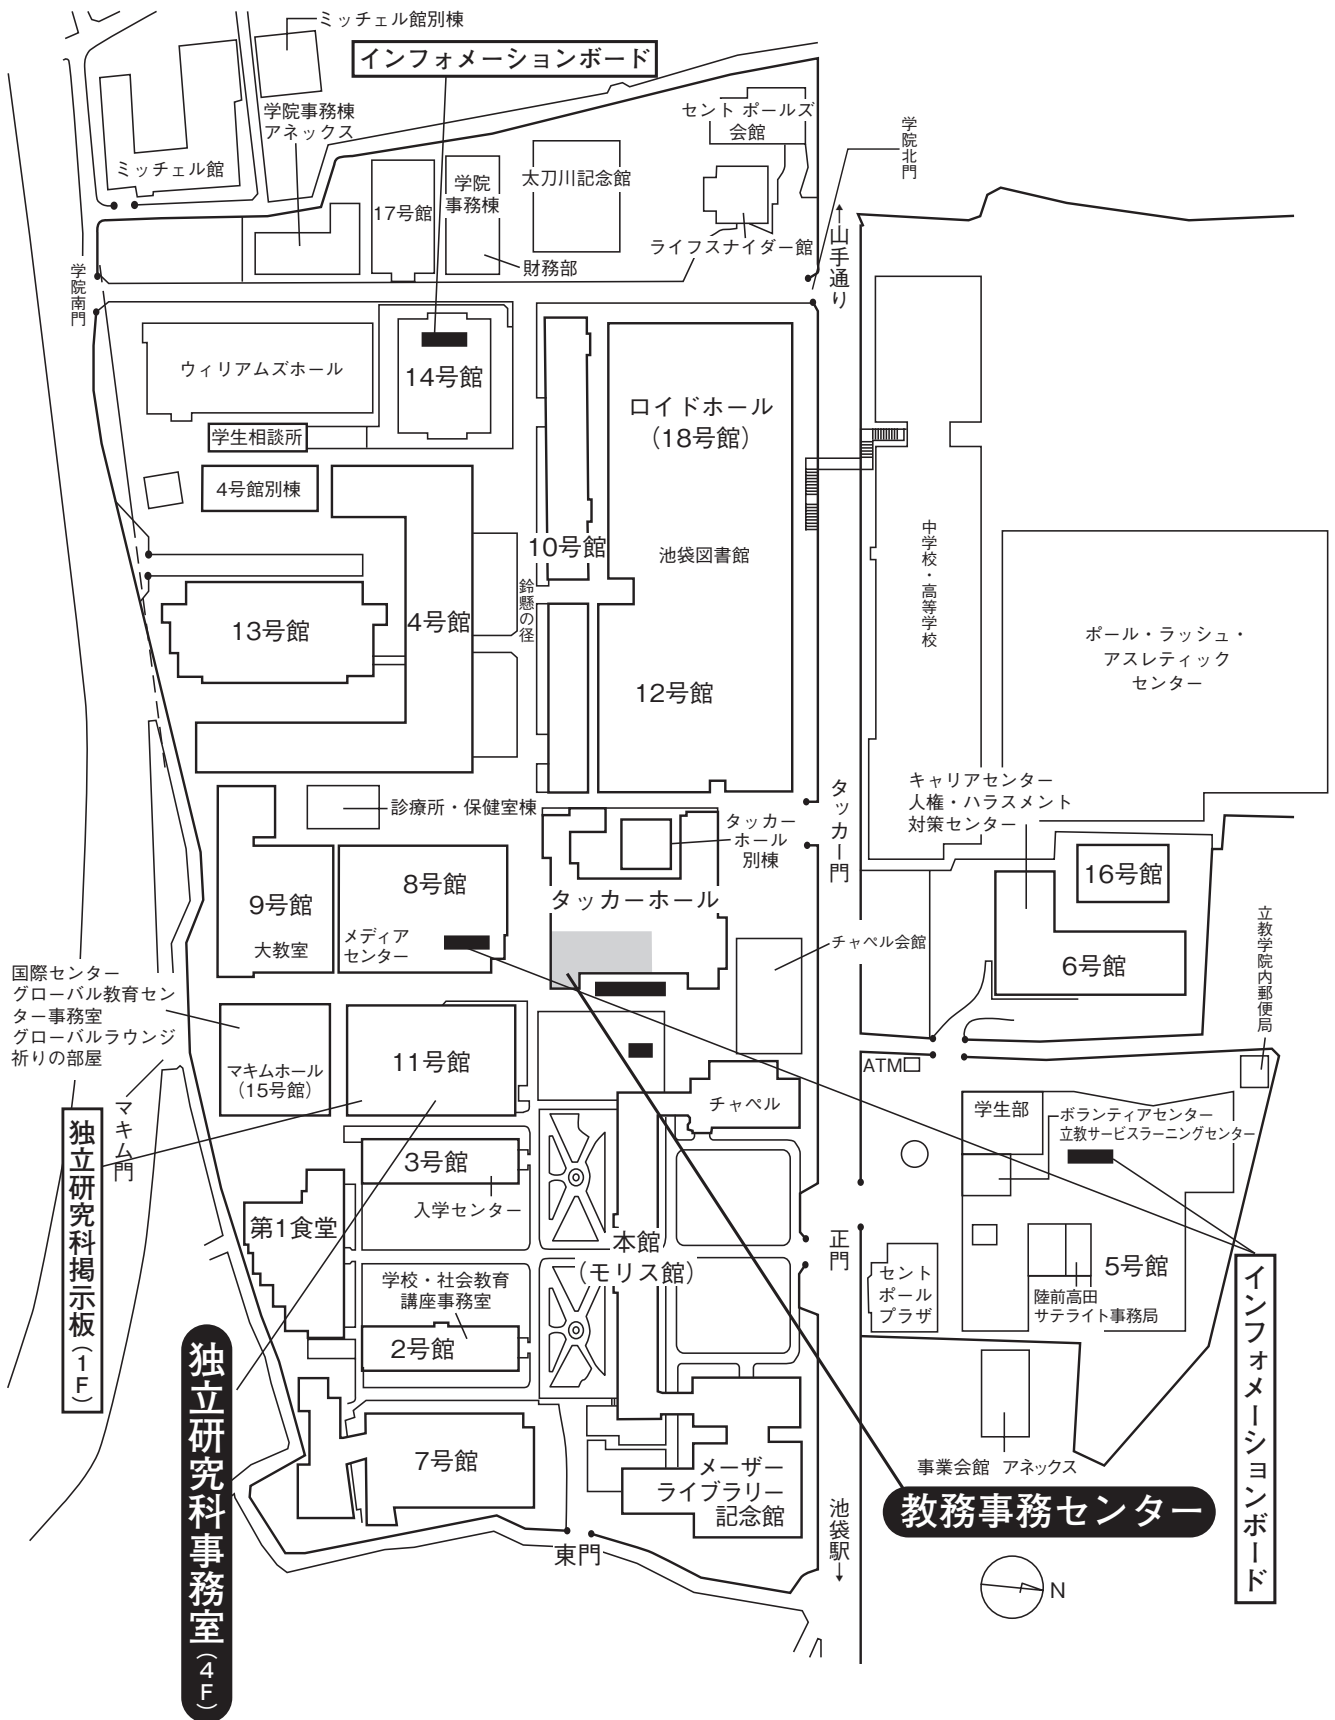 ミッチェル館別棟
インフォメーションボード
学院事務棟
アネックス
ミッチェル館
セント ポールズ
会館
学院北門
17号館
学院
事務棟
太刀川記念館
ライフスナイダー館
財務部
←山手通り
学院南門
ウィリアムズホール
14号館
ロイドホール
(18号館)
学生相談所
4号館別棟
10号館
池袋図書館
中学校・高等学校
鈴懸の径
13号館
4号館
ポール・ラッシュ・
アスレティック
センター
12号館
キャリアセンター
人権・ハラスメント
対策センター
診療所・保健室棟
タッカー
ホール
別棟
タッカー門
8号館
16号館
9号館
タッカーホール
大教室
メディア
センター
チャペル会館
6号館
立教学院内郵便局
国際センター
グローバル教育セン
ター事務室
グローバルラウンジ
祈りの部屋
マキムホール
(15号館)
11号館
ATM
チャペル
学生部
ボランティアセンター
立教サービスラーニングセンター
マキム門
独立研究科掲示板(1F)
3号館
入学センター
第1食堂
本館
(モリス館)
正門
セント
ポール
プラザ
5号館
陸前高田
サテライト事務局
学校・社会教育
講座事務室
2号館
インフォメーションボード
独立研究科事務室(4F)
7号館
メーザー
ライブラリー
記念館
事業会館 アネックス
教務事務センター
池袋駅→
東門
N